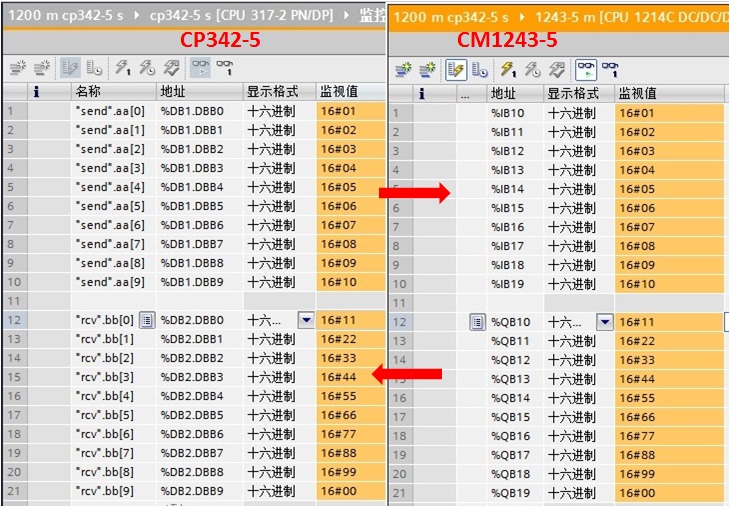 1200 m cp342-5 s ▸ cp342-5 s [CPU 317-2 PN/DP] ▸ 监控
CP342-5
i 名称 地址 显示格式 监视值
1 "send".aa[0] %DB1.DBB0 十六进制 16#01
2 "send".aa[1] %DB1.DBB1 十六进制 16#02
3 "send".aa[2] %DB1.DBB2 十六进制 16#03
4 "send".aa[3] %DB1.DBB3 十六进制 16#04
5 "send".aa[4] %DB1.DBB4 十六进制 16#05
6 "send".aa[5] %DB1.DBB5 十六进制 16#06
7 "send".aa[6] %DB1.DBB6 十六进制 16#07
8 "send".aa[7] %DB1.DBB7 十六进制 16#08
9 "send".aa[8] %DB1.DBB8 十六进制 16#09
10 "send".aa[9] %DB1.DBB9 十六进制 16#10
11
12 "rcv".bb[0] %DB2.DBB0 十六... 16#11
13 "rcv".bb[1] %DB2.DBB1 十六进制 16#22
14 "rcv".bb[2] %DB2.DBB2 十六进制 16#33
15 "rcv".bb[3] %DB2.DBB3 十六进制 16#44
16 "rcv".bb[4] %DB2.DBB4 十六进制 16#55
17 "rcv".bb[5] %DB2.DBB5 十六进制 16#66
18 "rcv".bb[6] %DB2.DBB6 十六进制 16#77
19 "rcv".bb[7] %DB2.DBB7 十六进制 16#88
20 "rcv".bb[8] %DB2.DBB8 十六进制 16#99
21 "rcv".bb[9] %DB2.DBB9 十六进制 16#00
1200 m cp342-5 s ▸ 1243-5 m [CPU 1214C DC/DC/D
CM1243-5
i ... 地址 显示格式 监视值
1 %IB10 十六进制 16#01
2 %IB11 十六进制 16#02
3 %IB12 十六进制 16#03
4 %IB13 十六进制 16#04
5 %IB14 十六进制 16#05
6 %IB15 十六进制 16#06
7 %IB16 十六进制 16#07
8 %IB17 十六进制 16#08
9 %IB18 十六进制 16#09
10 %IB19 十六进制 16#10
11
12 %QB10 十六... 16#11
13 %QB11 十六进制 16#22
14 %QB12 十六进制 16#33
15 %QB13 十六进制 16#44
16 %QB14 十六进制 16#55
17 %QB15 十六进制 16#66
18 %QB16 十六进制 16#77
19 %QB17 十六进制 16#88
20 %QB18 十六进制 16#99
21 %QB19 十六进制 16#00